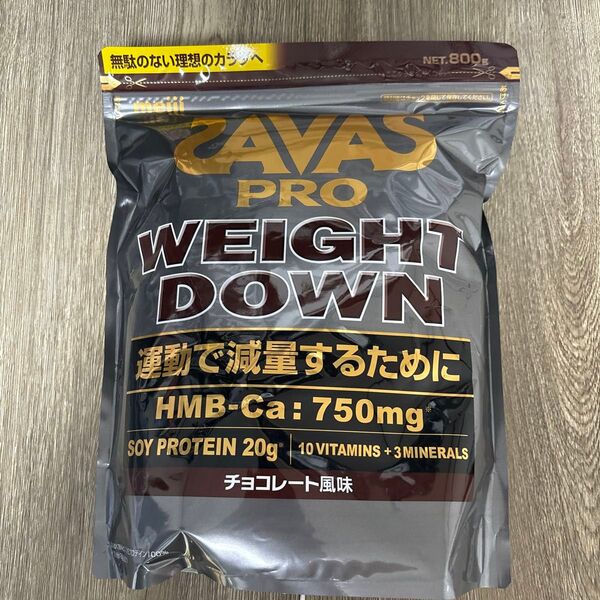 無駄のない理想のカラダへ
NET.800g
meiji
SAVAS
PRO
WEIGHT
DOWN
運動で減量するために
HMB-Ca:750mg※
SOY PROTEIN 20g※ 10 VITAMINS + 3 MINERALS
チョコレート風味